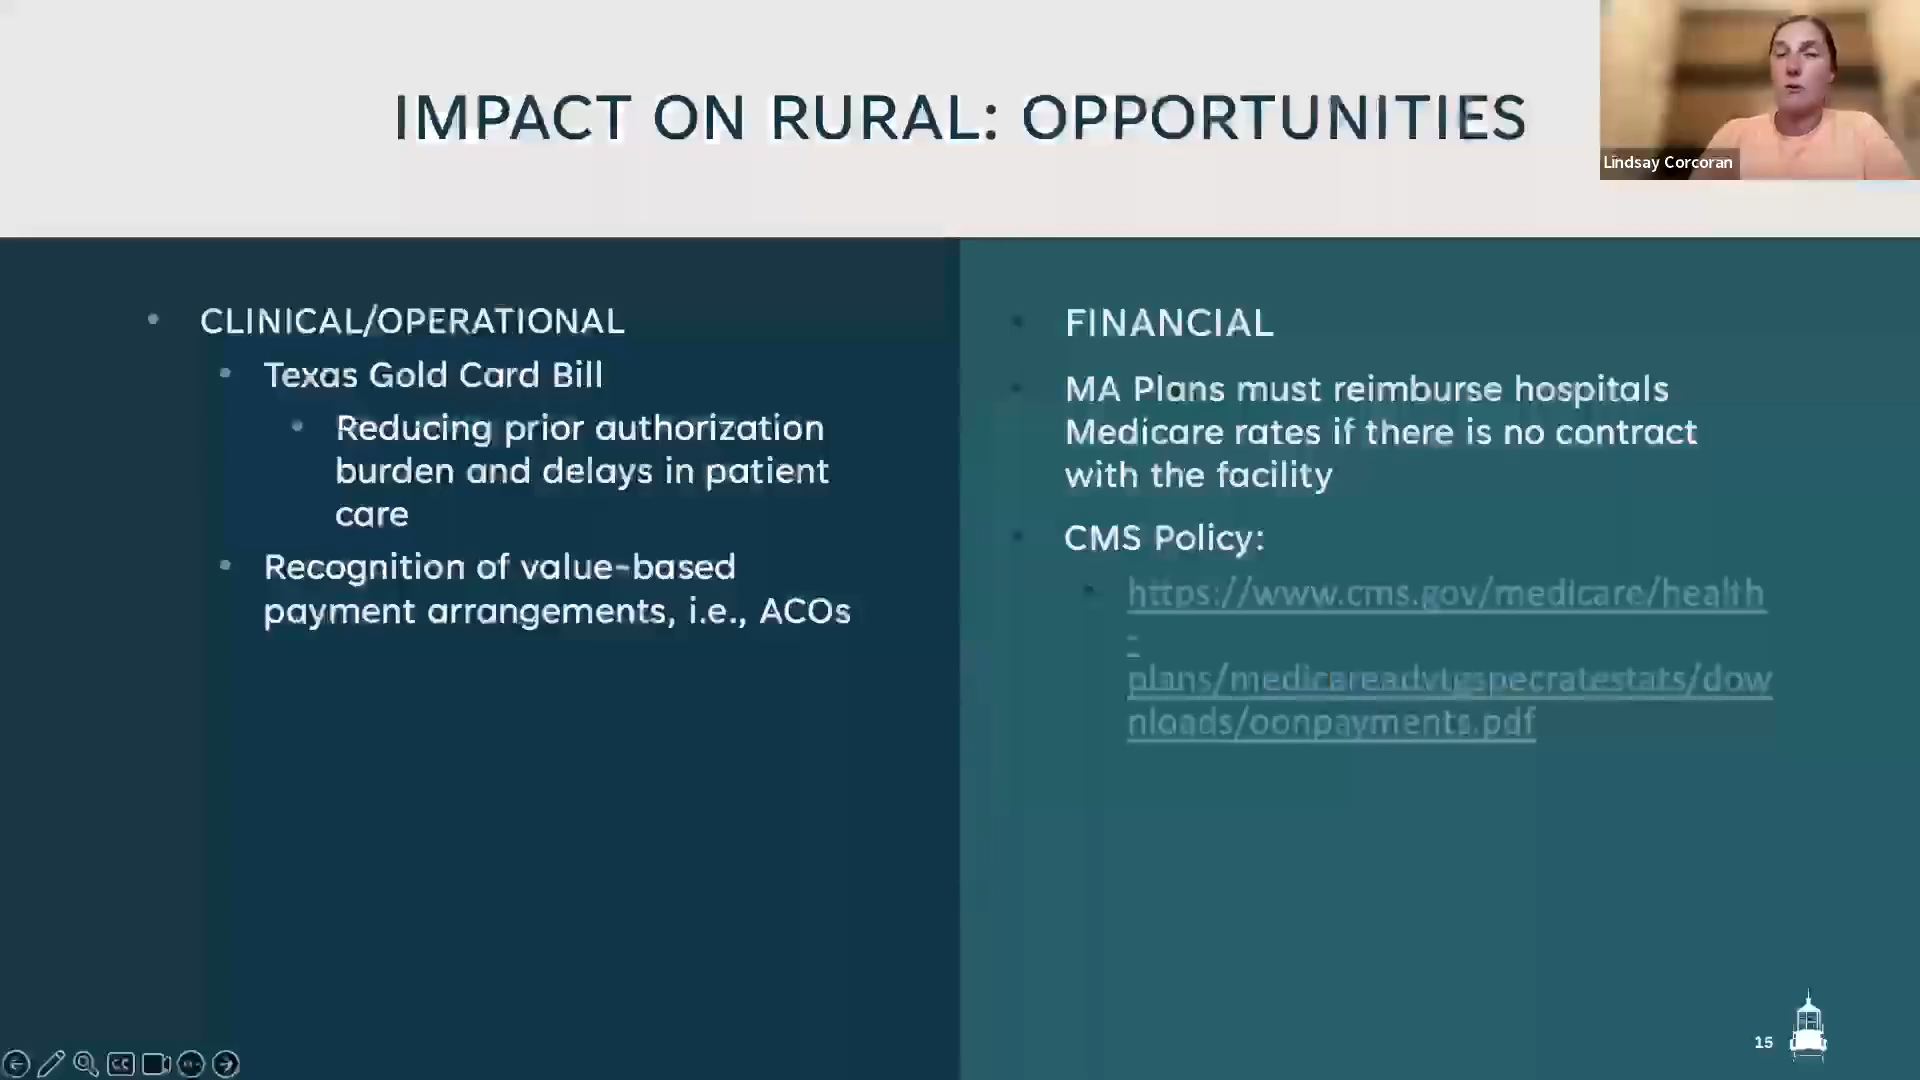 IMPACT ON RURAL: OPPORTUNITIES
Lindsay Corcoran
CLINICAL/OPERATIONAL
Texas Gold Card Bill
Reducing prior authorization
burden and delays in patient
care
Recognition of value-based
payment arrangements, i.e., ACOs
FINANCIAL
MA Plans must reimburse hospitals
Medicare rates if there is no contract
with the facility
CMS Policy:
https://www.cms.gov/medicare/health
-
plans/medicareadvtgspecratestats/dow
nloads/oonpayments.pdf
15
CC